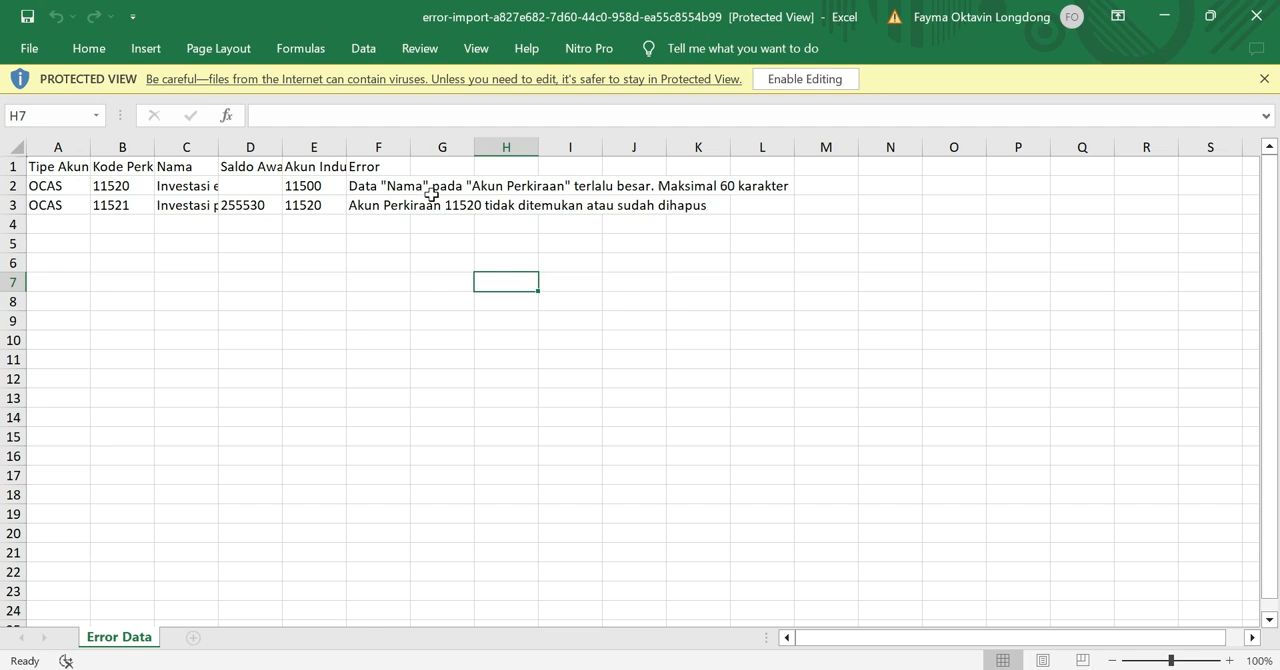 error-import-a827e682-7d60-44c0-958d-ea55c8554b99 [Protected View] - Excel
Fayma Oktavin Longdong
FO
File Home Insert Page Layout Formulas Data Review View Help Nitro Pro Tell me what you want to do
PROTECTED VIEW Be careful—files from the Internet can contain viruses. Unless you need to edit, it's safer to stay in Protected View. Enable Editing
H7 fx
A B C D E F G H I J K L M N O P Q R S
1 Tipe Akun Kode Perk Nama Saldo Awa Akun Indu Error
2 OCAS 11520 Investasi e 11500 Data "Nama" pada "Akun Perkiraan" terlalu besar. Maksimal 60 karakter
3 OCAS 11521 Investasi p 255530 11520 Akun Perkiraan 11520 tidak ditemukan atau sudah dihapus
4
5
6
7
8
9
10
11
12
13
14
15
16
17
18
19
20
21
22
23
24
Error Data
Ready
100%